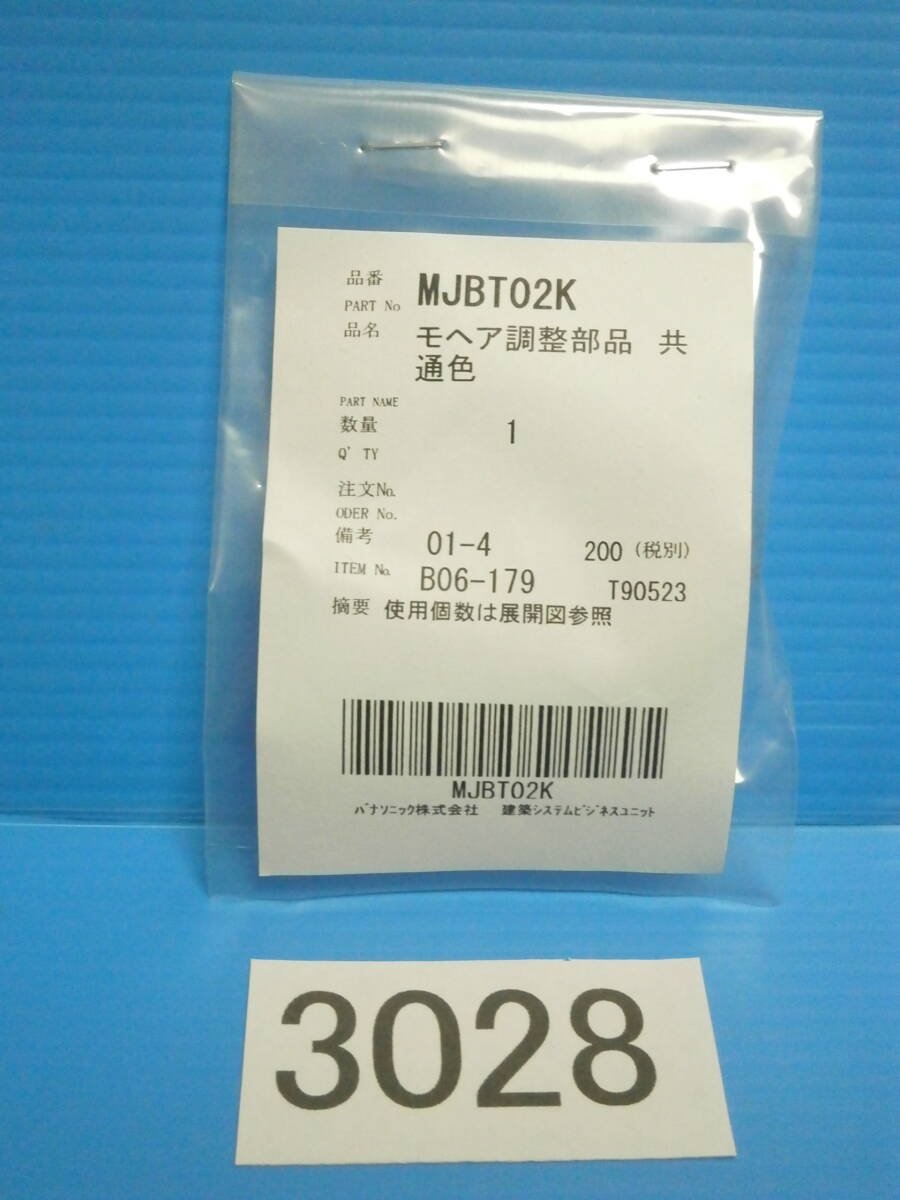 品番 MJBT02K
PART No
品名 モヘア調整部品 共
通色
PART NAME
数量 1
Q' TY
注文No.
ODER No.
備考 01-4 200 (税別)
ITEM No. B06-179 T90523
摘要 使用個数は展開図参照
MJBT02K
パナソニック株式会社 建築システムビジネスユニット
3028